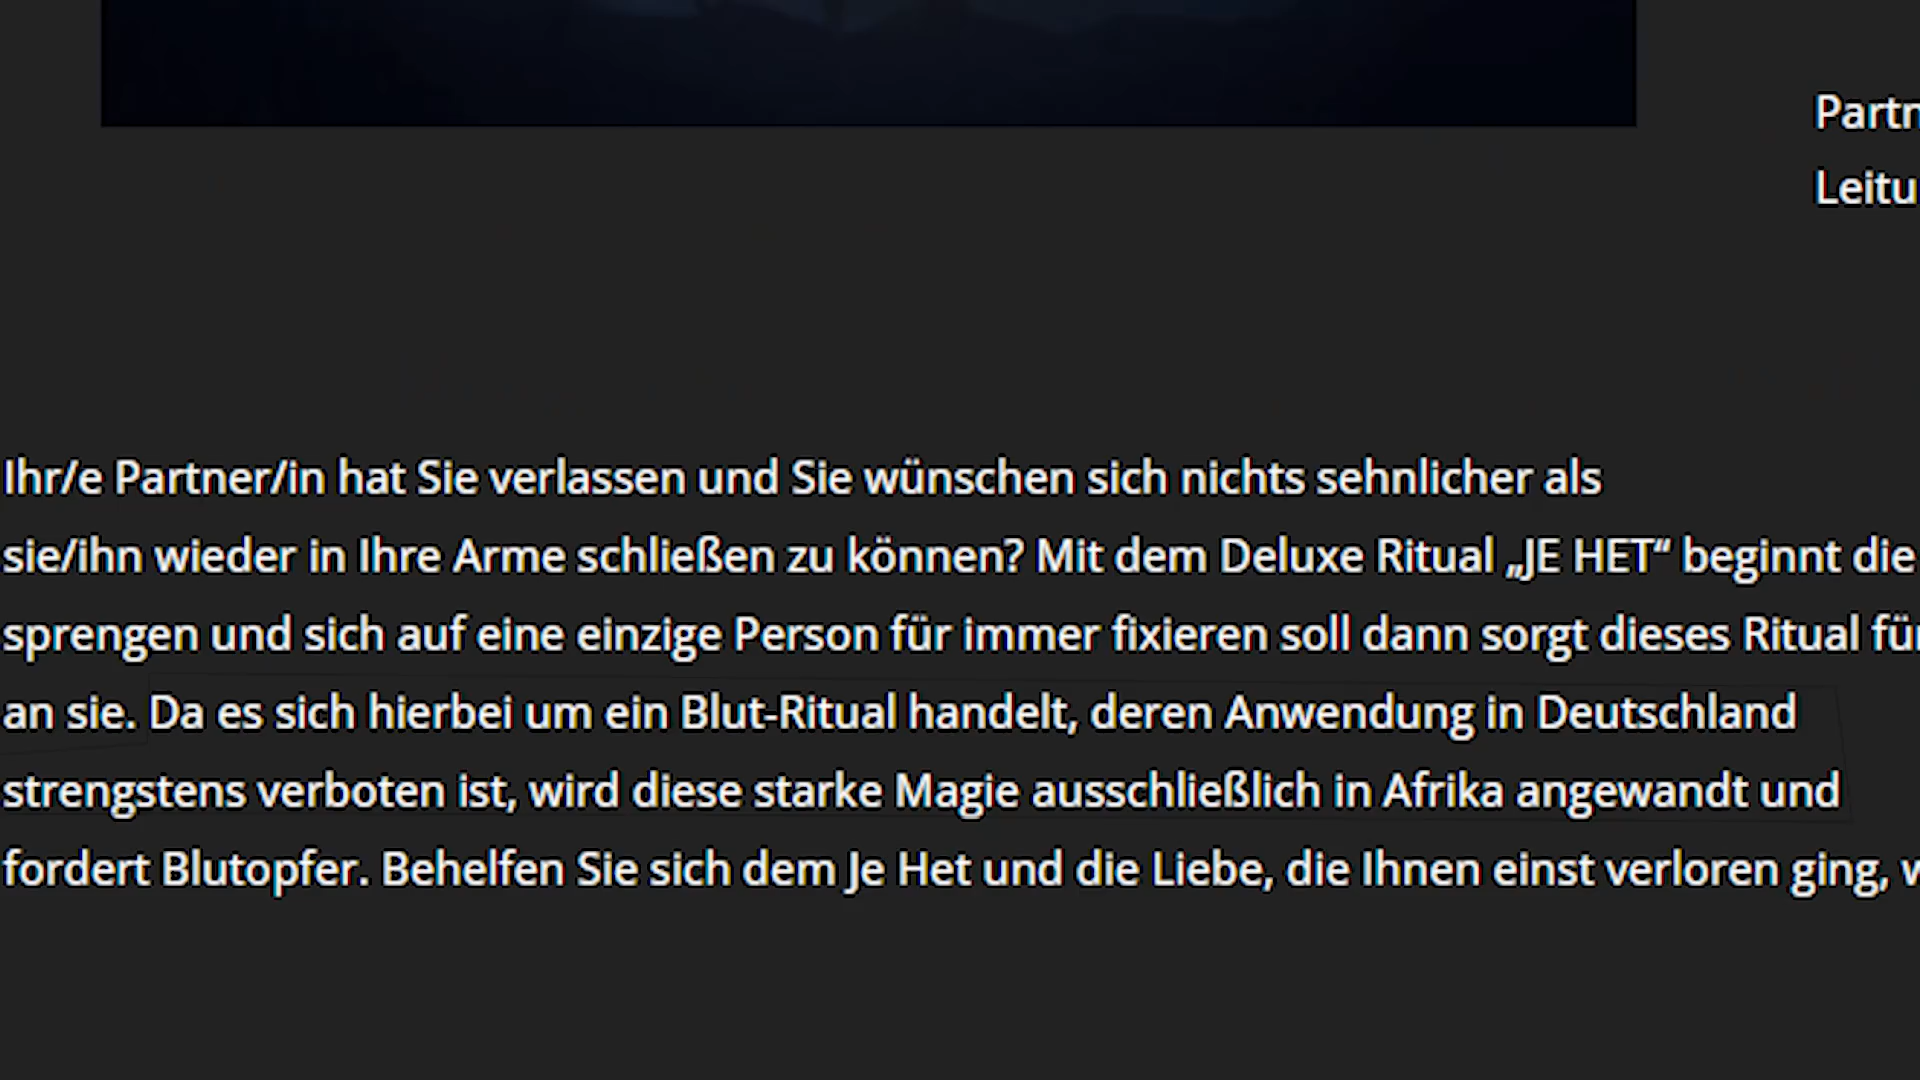 Partn
Leitu
Ihr/e Partner/in hat Sie verlassen und Sie wünschen sich nichts sehnlicher als
sie/ihn wieder in Ihre Arme schließen zu können? Mit dem Deluxe Ritual „JE HET“ beginnt die
sprengen und sich auf eine einzige Person für immer fixieren soll dann sorgt dieses Ritual für
an sie. Da es sich hierbei um ein Blut-Ritual handelt, deren Anwendung in Deutschland
strengstens verboten ist, wird diese starke Magie ausschließlich in Afrika angewandt und
fordert Blutopfer. Behelfen Sie sich dem Je Het und die Liebe, die Ihnen einst verloren ging,